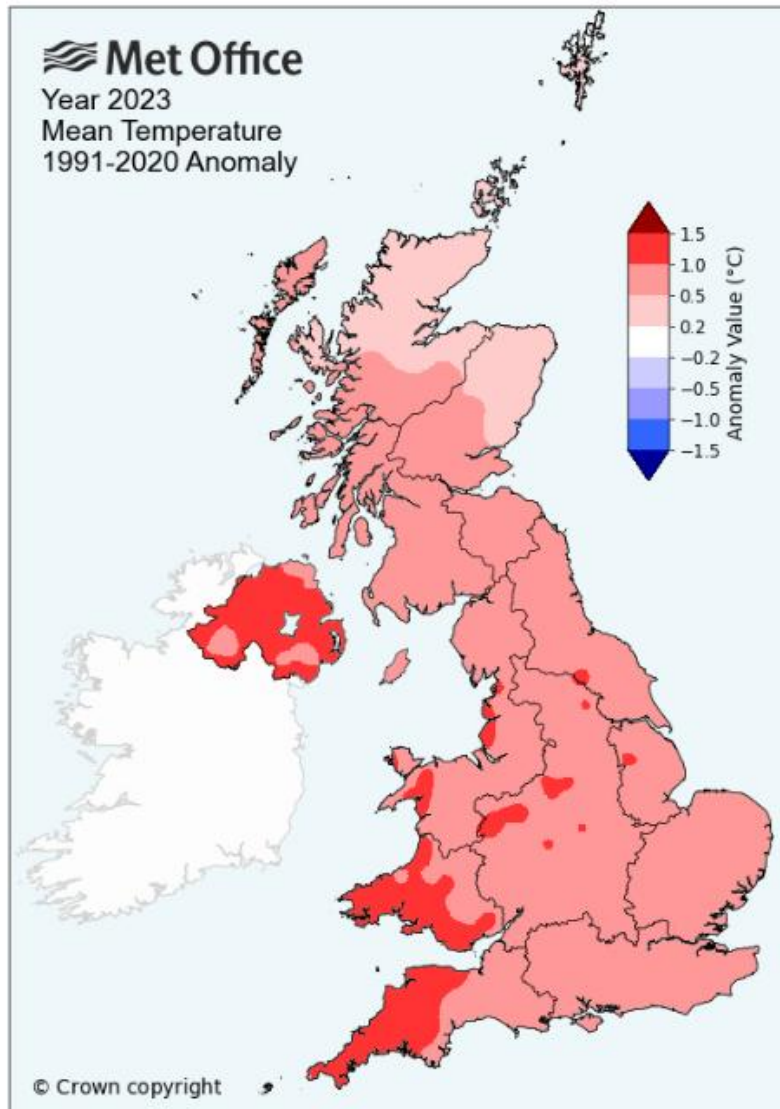 Met Office
Year 2023
Mean Temperature
1991-2020 Anomaly
1.5
1.0
0.5
0.2
−0.2
−0.5
−1.0
−1.5
Anomaly Value (°C)
© Crown copyright